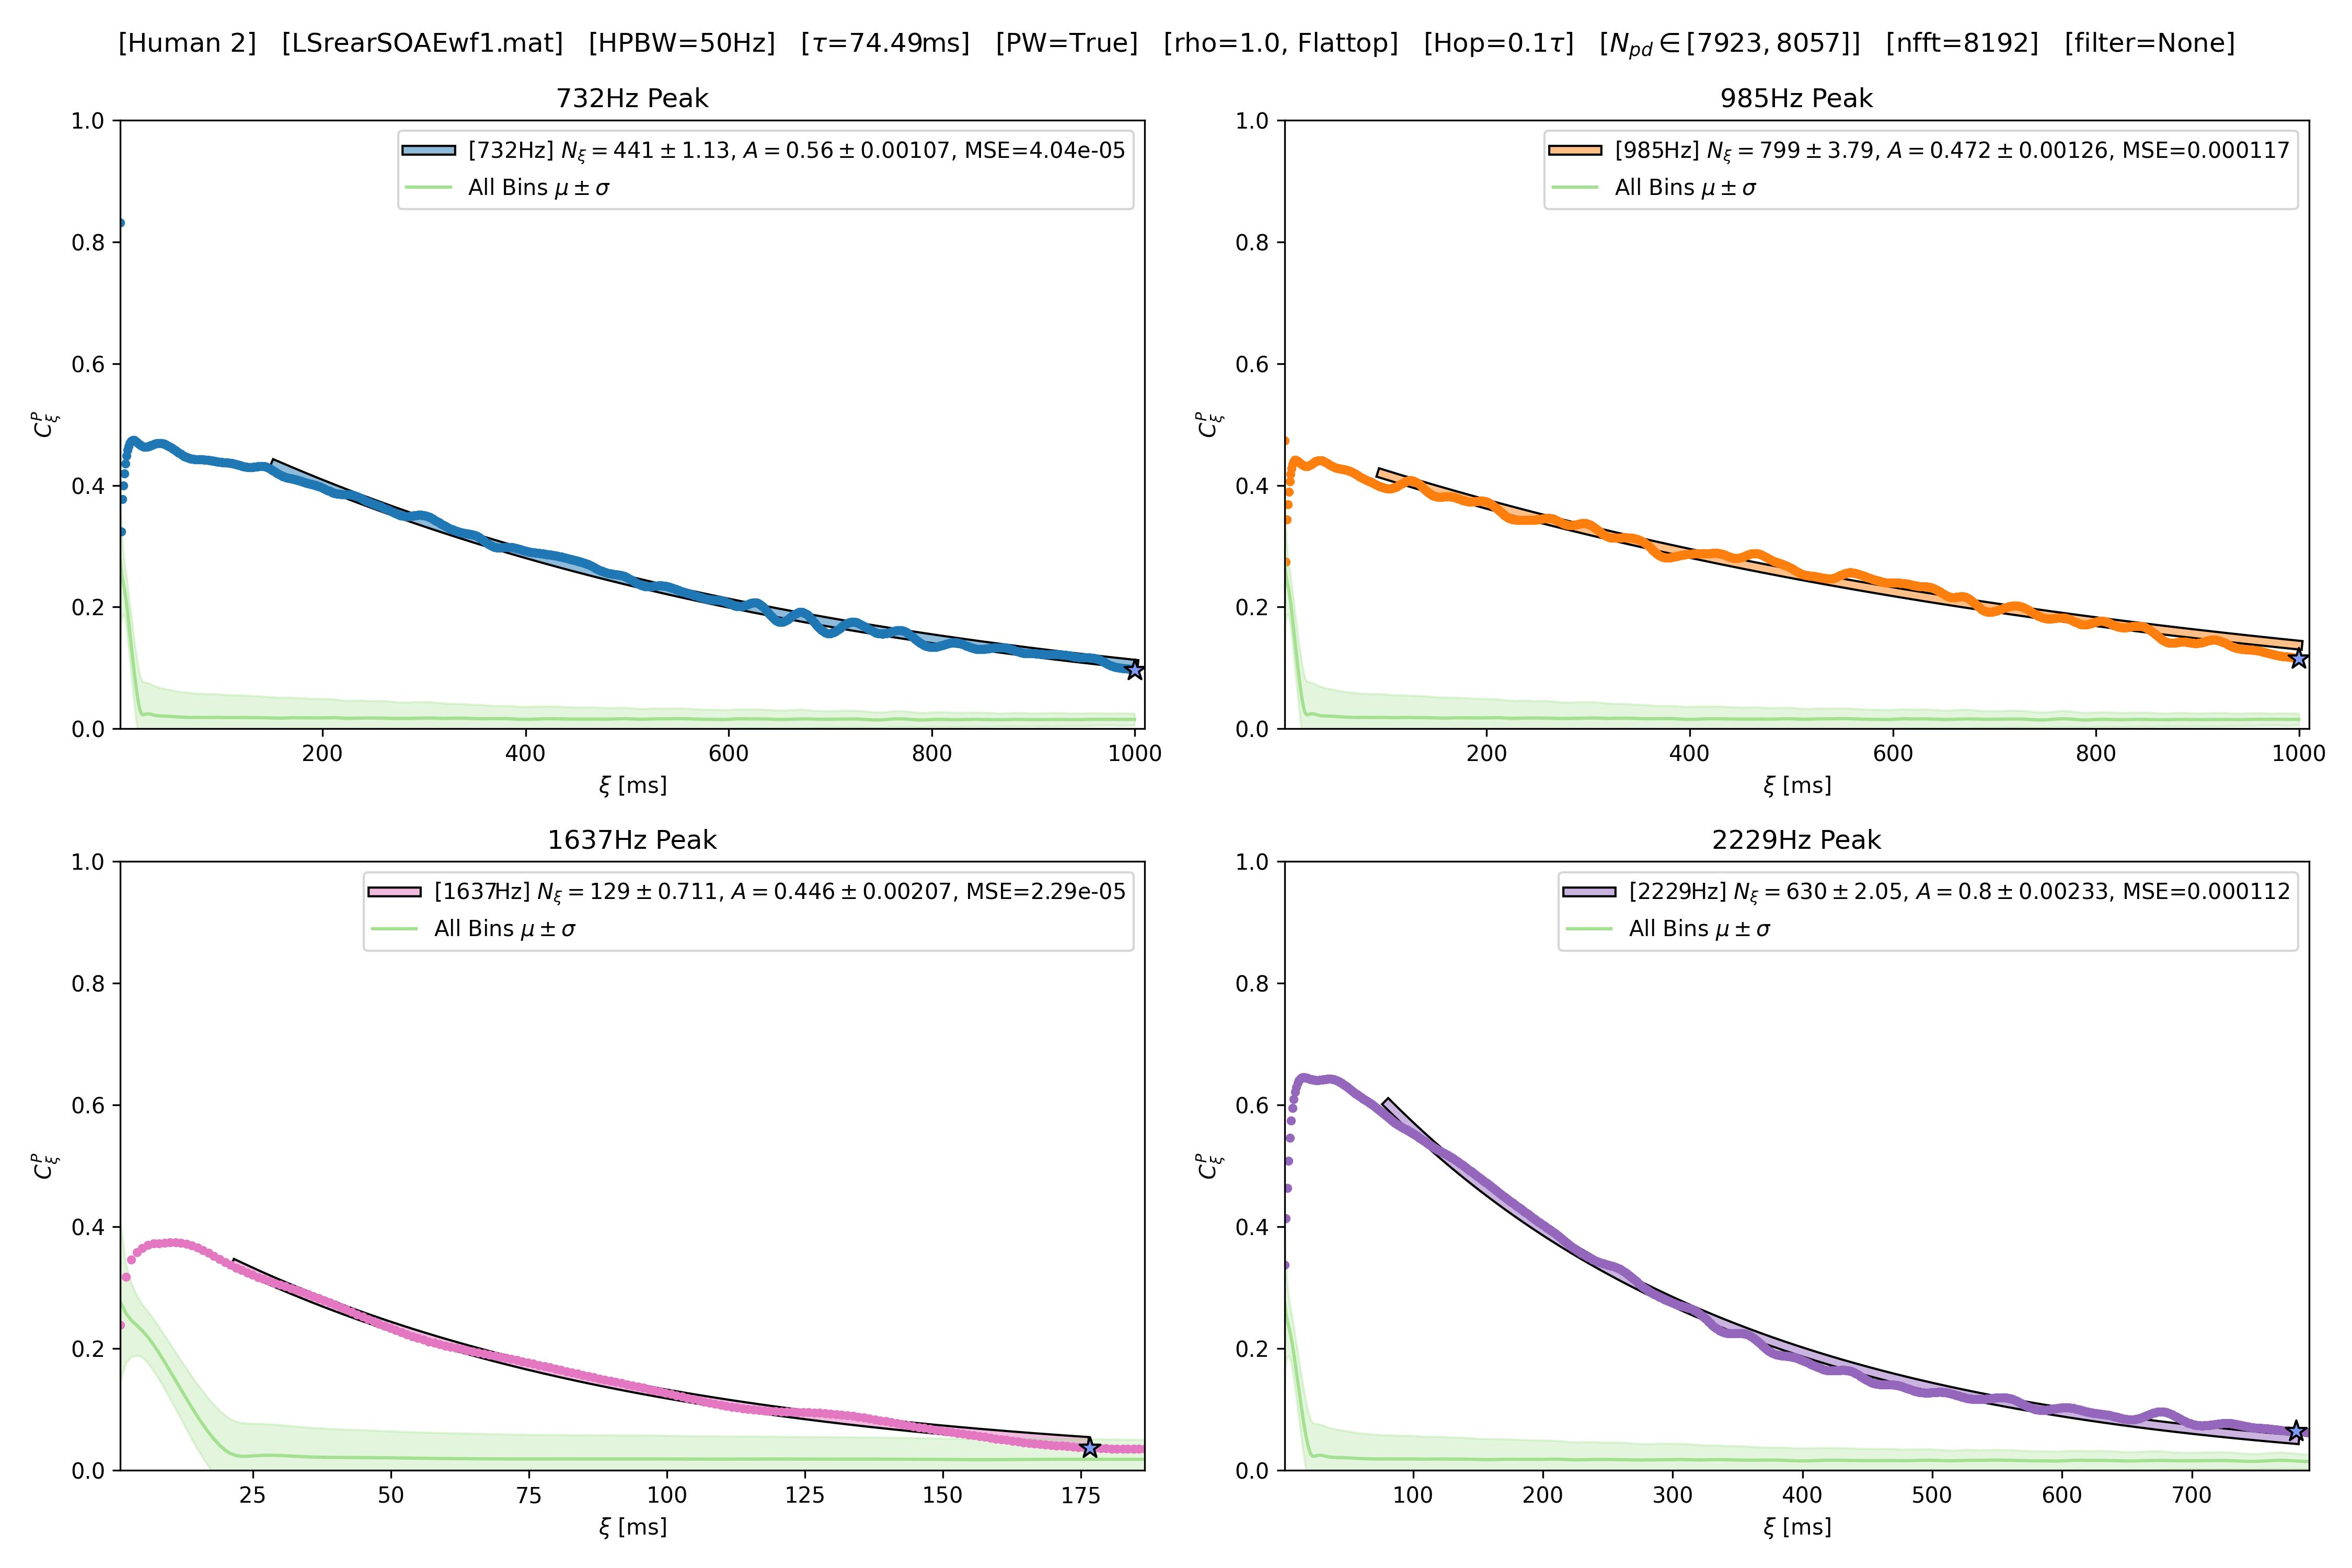 [Human 2] [LSrearSOAEwf1.mat] [HPBW=50Hz] [τ=74.49ms] [PW=True] [rho=1.0, Flattop] [Hop=0.1τ] [N_pd ∈ [7923, 8057]] [nfft=8192] [filter=None]
732Hz Peak
1.0
0.8
0.6
0.4
0.2
0.0
C_ξ^P
[732Hz] N_ξ = 441 ± 1.13, A = 0.56 ± 0.00107, MSE=4.04e-05
All Bins μ ± σ
200 400 600 800 1000
ξ [ms]
985Hz Peak
1.0
0.8
0.6
0.4
0.2
0.0
C_ξ^P
[985Hz] N_ξ = 799 ± 3.79, A = 0.472 ± 0.00126, MSE=0.000117
All Bins μ ± σ
200 400 600 800 1000
ξ [ms]
1637Hz Peak
1.0
0.8
0.6
0.4
0.2
0.0
C_ξ^P
[1637Hz] N_ξ = 129 ± 0.711, A = 0.446 ± 0.00207, MSE=2.29e-05
All Bins μ ± σ
25 50 75 100 125 150 175
ξ [ms]
2229Hz Peak
1.0
0.8
0.6
0.4
0.2
0.0
C_ξ^P
[2229Hz] N_ξ = 630 ± 2.05, A = 0.8 ± 0.00233, MSE=0.000112
All Bins μ ± σ
100 200 300 400 500 600 700
ξ [ms]